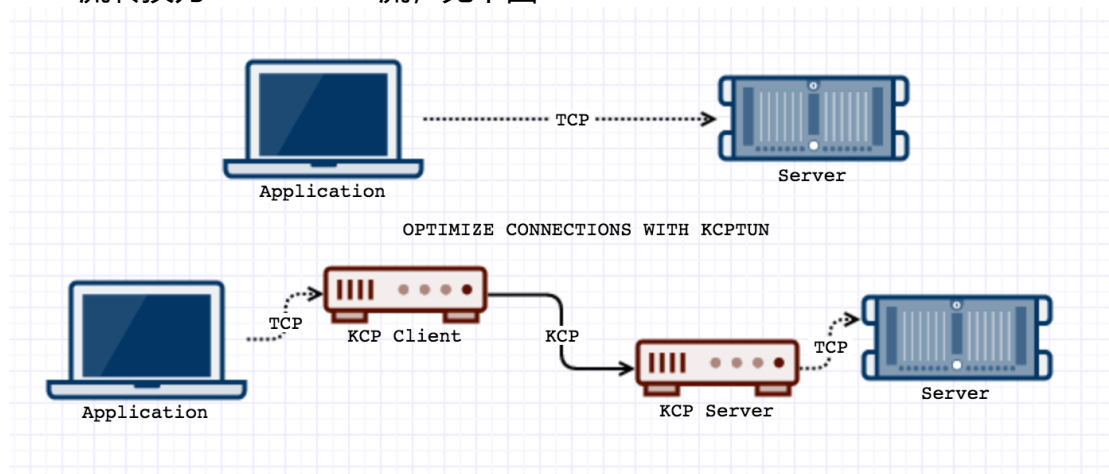 TCP
Server
Application
OPTIMIZE CONNECTIONS WITH KCPTUN
TCP
KCP Client
KCP
TCP
KCP Server
Server
Application